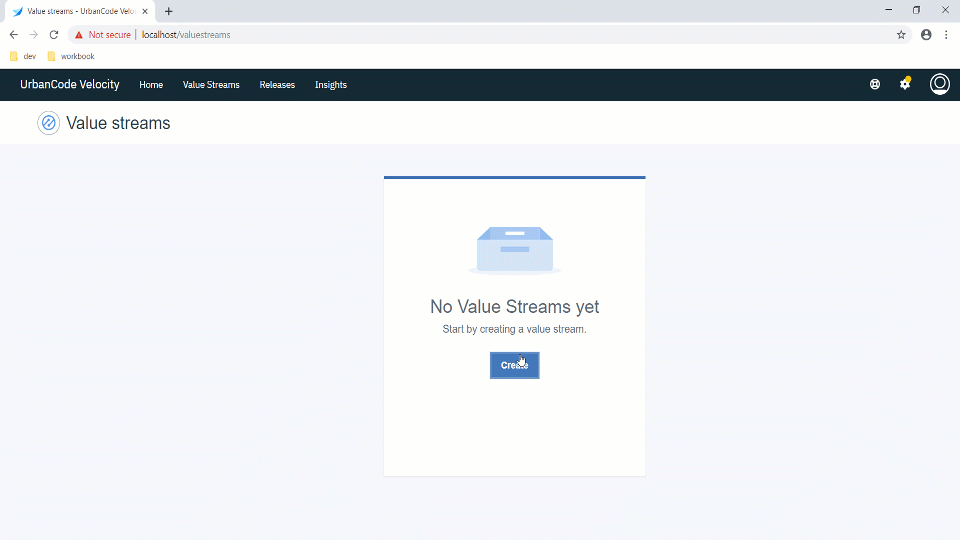 Value streams - UrbanCode Velo
Not secure
localhost/valuestreams
dev
workbook
UrbanCode Velocity
Home
Value Streams
Releases
Insights
Value streams
No Value Streams yet
Start by creating a value stream.
Create